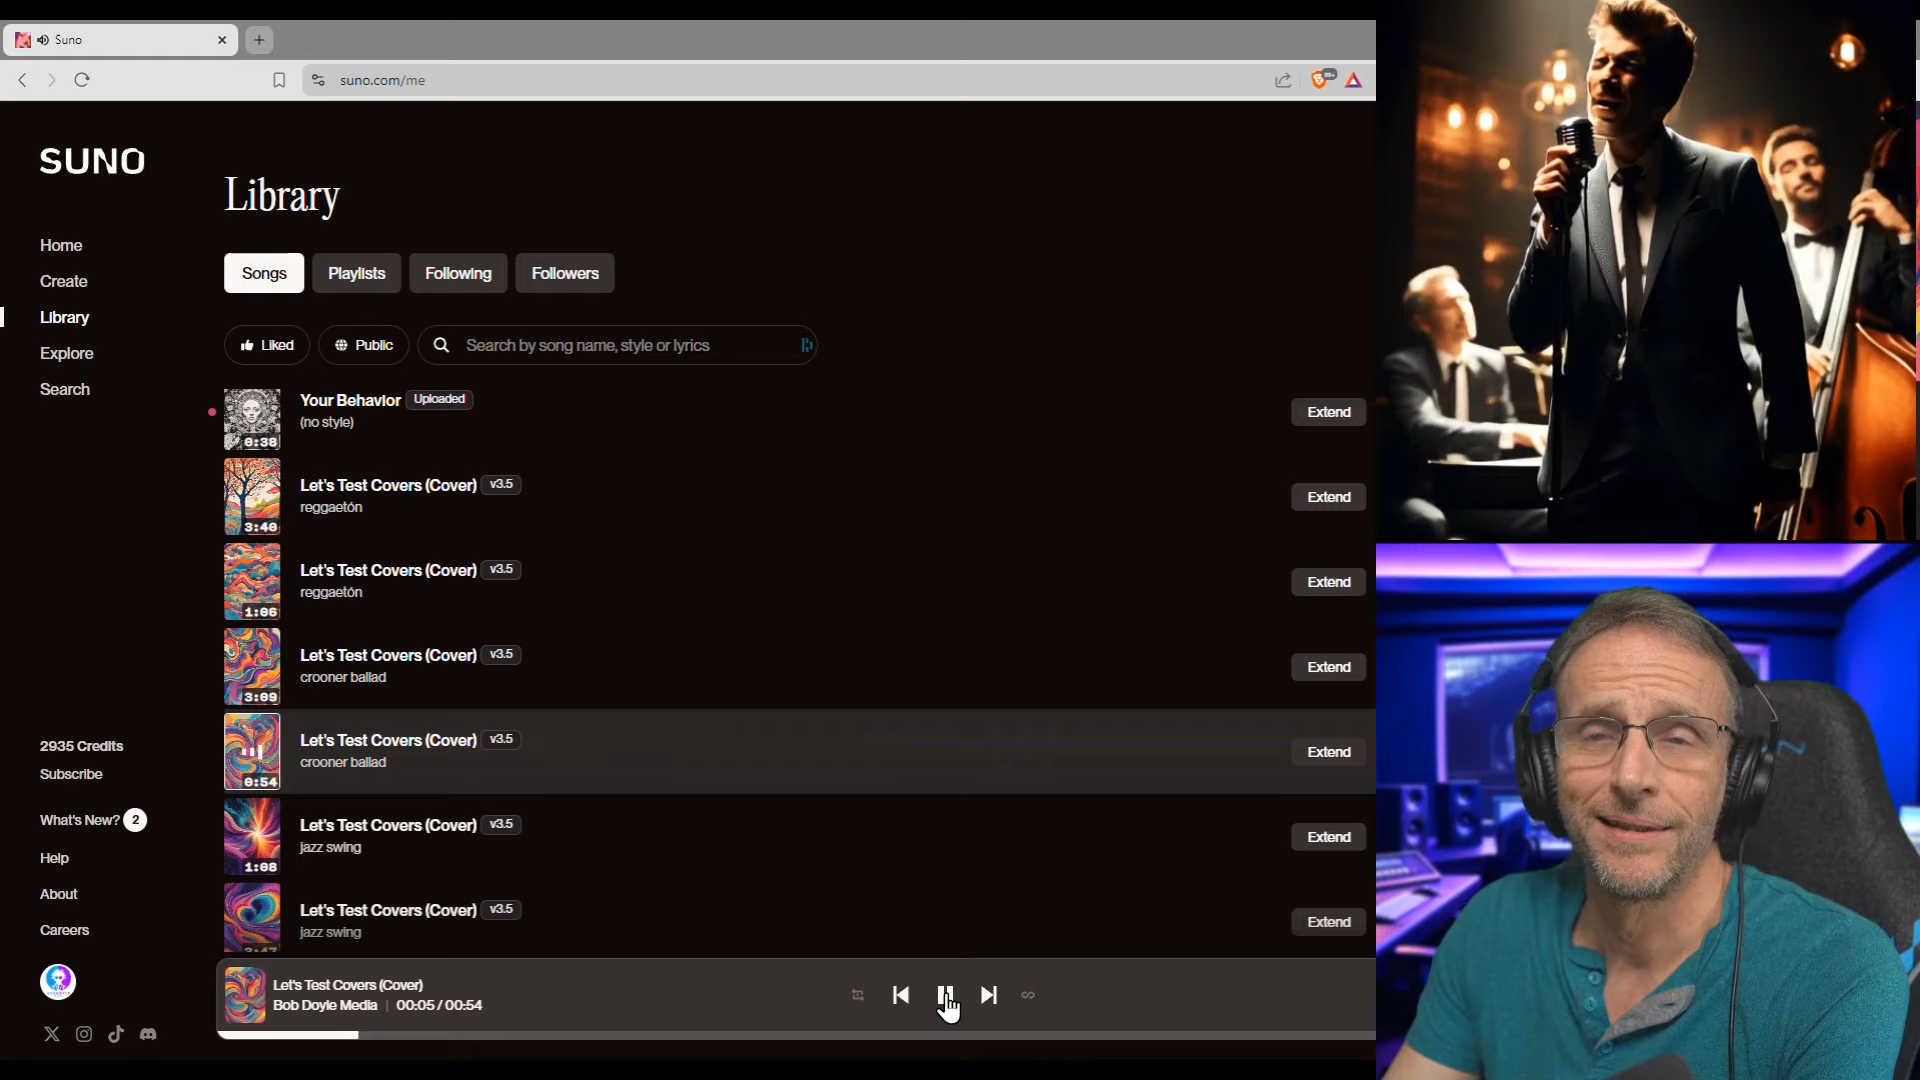 Suno
suno.com/me
99+
SUNO
Home
Create
Library
Explore
Search
2935 Credits
Subscribe
What's New? 2
Help
About
Careers
Library
Songs
Playlists
Following
Followers
Liked
Public
Search by song name, style or lyrics
Your Behavior Uploaded
(no style)
0:38
Extend
Let's Test Covers (Cover) v3.5
reggaetón
3:40
Extend
Let's Test Covers (Cover) v3.5
reggaetón
1:06
Extend
Let's Test Covers (Cover) v3.5
crooner ballad
3:09
Extend
Let's Test Covers (Cover) v3.5
crooner ballad
0:54
Extend
Let's Test Covers (Cover) v3.5
jazz swing
1:08
Extend
Let's Test Covers (Cover) v3.5
jazz swing
Extend
Let's Test Covers (Cover)
Bob Doyle Media | 00:05 / 00:54